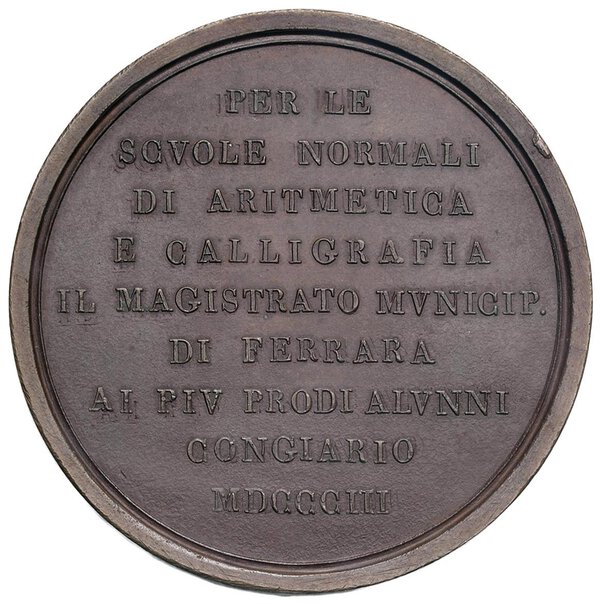 PER LE
SCVOLE NORMALI
DI ARITMETICA
E CALLIGRAFIA
IL MAGISTRATO MVNICIP.
DI FERRARA
AI PIV PRODI ALVNNI
CONGIARIO
MDCCCIII